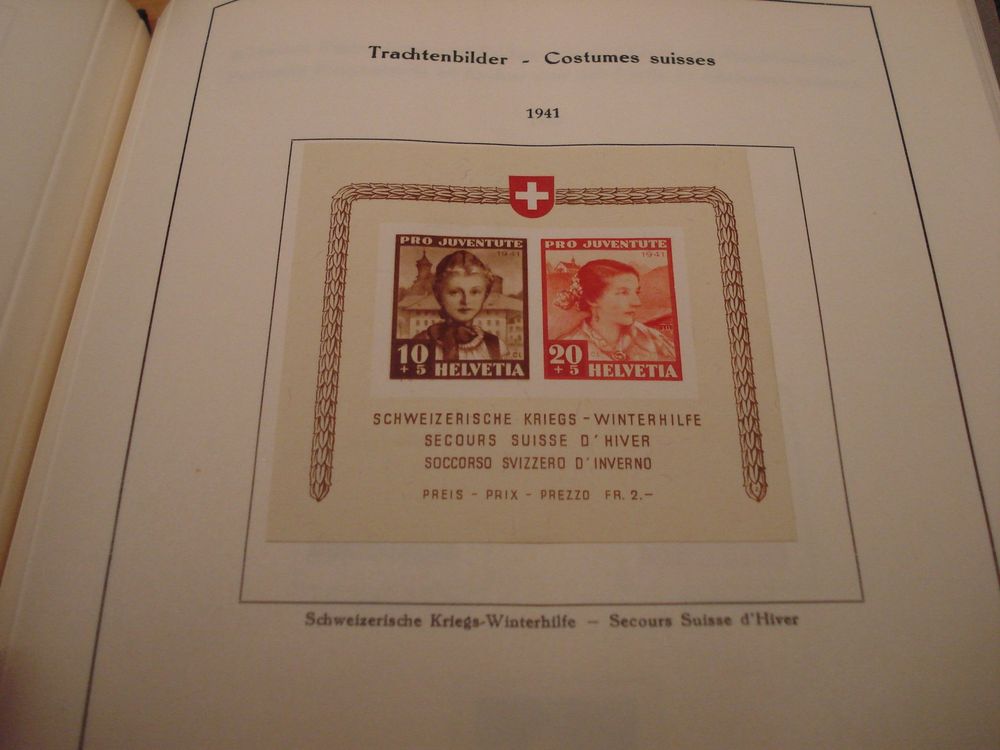 Trachtenbilder - Costumes suisses
1941
PRO JUVENTUTE
1941
10
+ 5
HELVETIA
PRO JUVENTUTE
1941
20
+ 5
HELVETIA
SCHWEIZERISCHE KRIEGS-WINTERHILFE
SECOURS SUISSE D'HIVER
SOCCORSO SVIZZERO D'INVERNO
PREIS - PRIX - PREZZO FR. 2.-
Schweizerische Kriegs-Winterhilfe — Secours Suisse d'Hiver